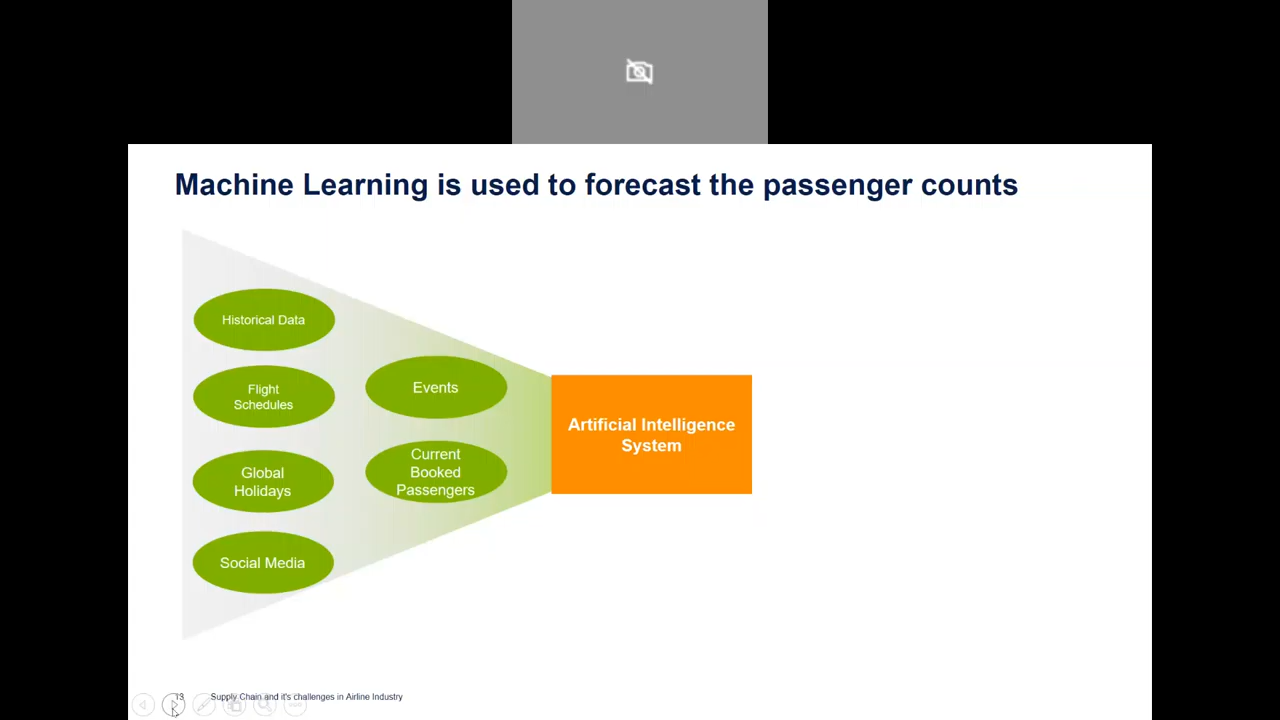 Machine Learning is used to forecast the passenger counts
Historical Data
Flight
Schedules
Global
Holidays
Social Media
Events
Current
Booked
Passengers
Artificial Intelligence
System
13
Supply Chain and it's challenges in Airline Industry